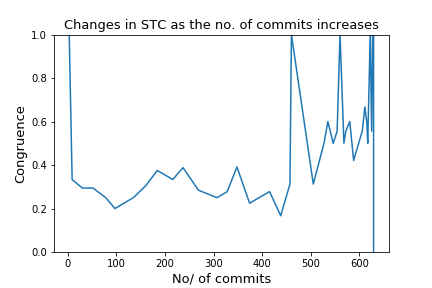 Changes in STC as the no. of commits increases
1.0
0.8
0.6
0.4
0.2
0.0
Congruence
0 100 200 300 400 500 600
No/ of commits